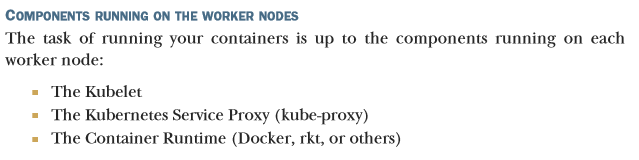 COMPONENTS RUNNING ON THE WORKER NODES
The task of running your containers is up to the components running on each
worker node:
The Kubelet
The Kubernetes Service Proxy (kube-proxy)
The Container Runtime (Docker, rkt, or others)